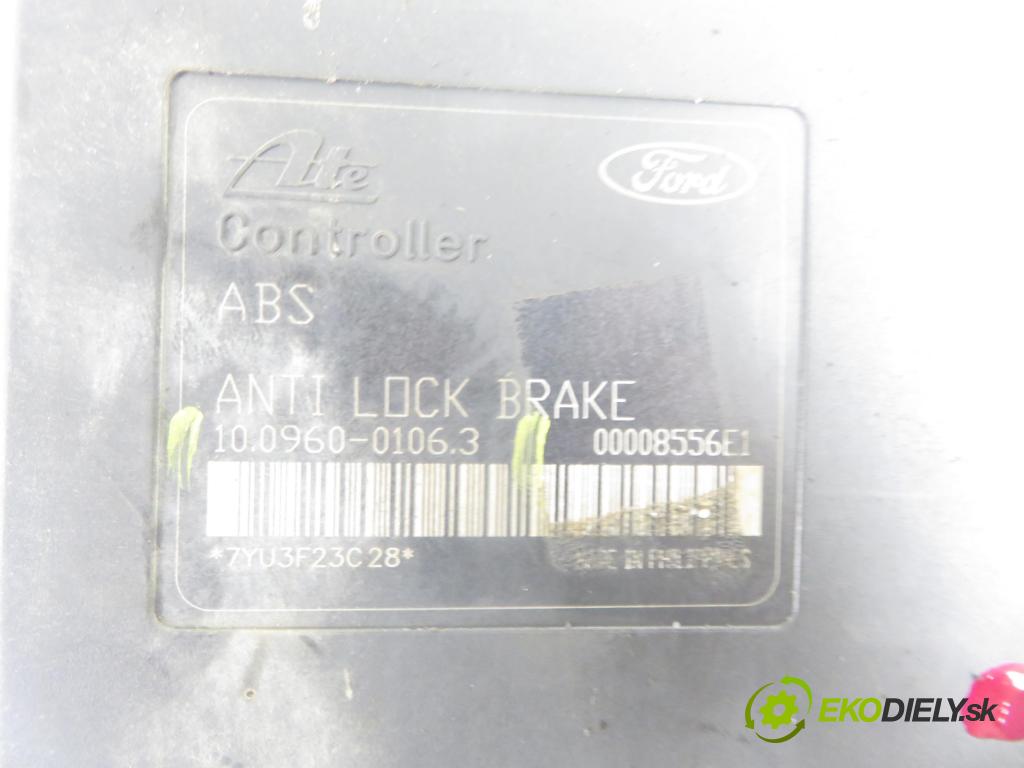 Ate
Ford
Controller
ABS
ANTI LOCK BRAKE
10.0960-0106.3 00008556E1
*7YU3F23C28*
MADE IN PHILIPPINES
EKODIELY.sk